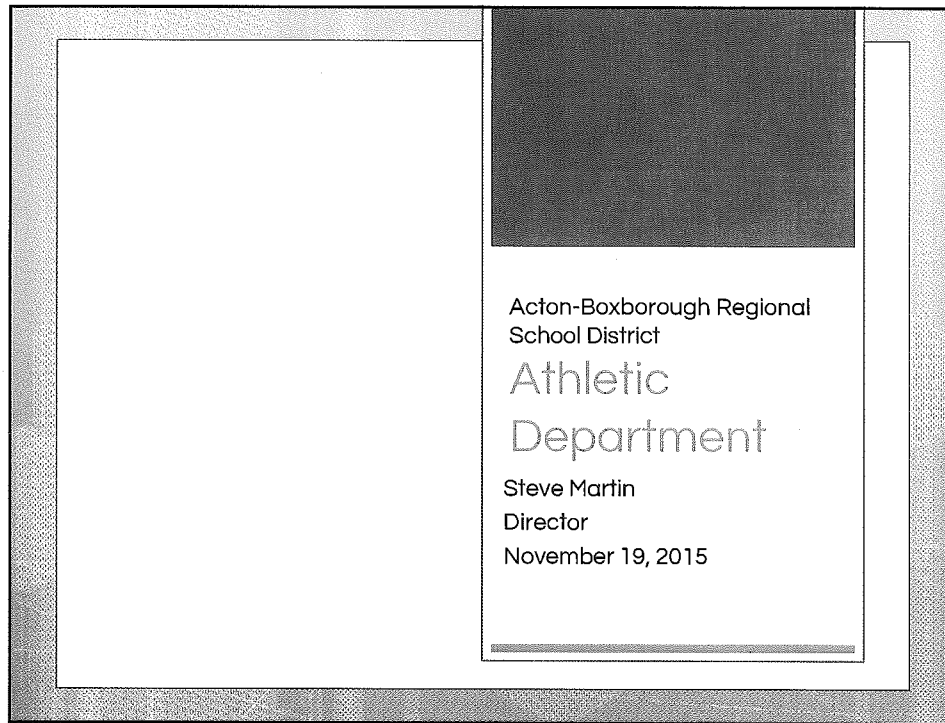 Acton-Boxborough Regional
School District
Athletic
Department
Steve Martin
Director
November 19, 2015